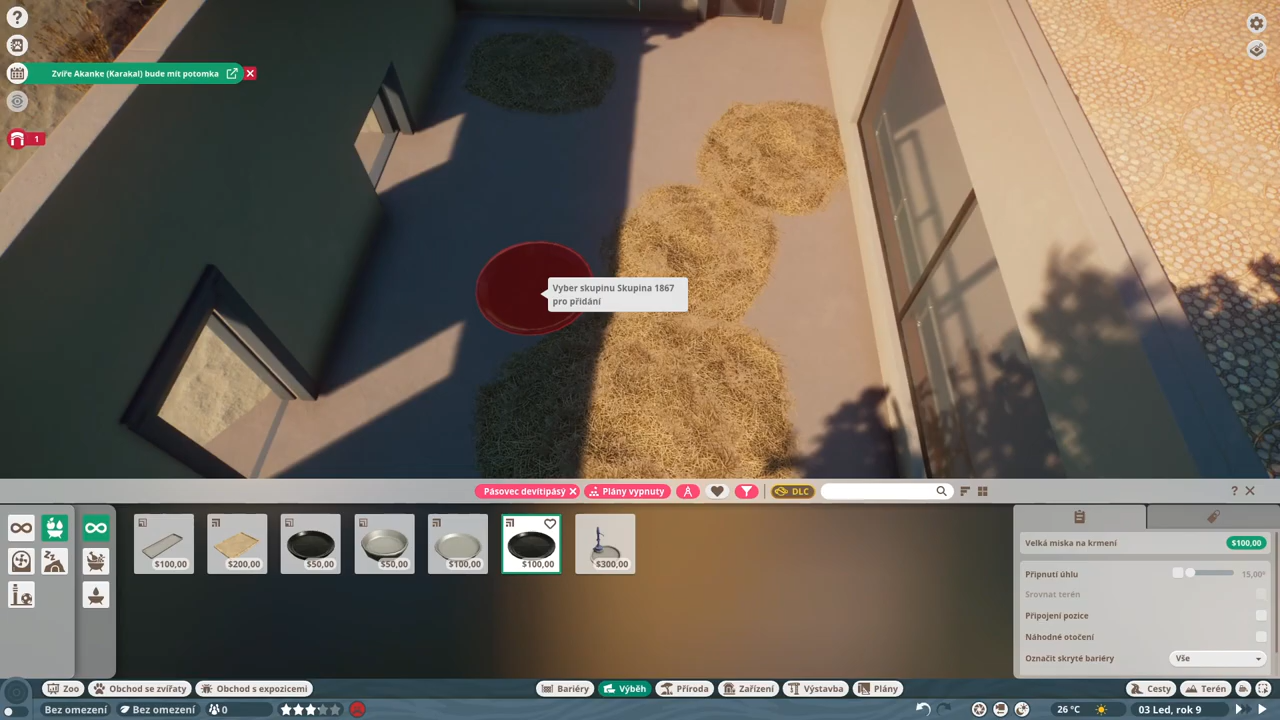 Zvíře Akanke (Karakal) bude mít potomka
1
Vyber skupinu Skupina 1867
pro přidání
Pásovec devítipásý
Plány vypnuty
DLC
?
$100,00
$200,00
$50,00
$50,00
$100,00
$100,00
$300,00
Velká miska na krmení
$100,00
Připnutí úhlu
15,00°
Srovnat terén
Připojení pozice
Náhodné otočení
Označit skryté bariéry
Vše
Zoo
Obchod se zvířaty
Obchod s expozicemi
Bariéry
Výběh
Příroda
Zařízení
Výstavba
Plány
Cesty
Terén
Bez omezení
Bez omezení
0
26 °C
03 Led, rok 9